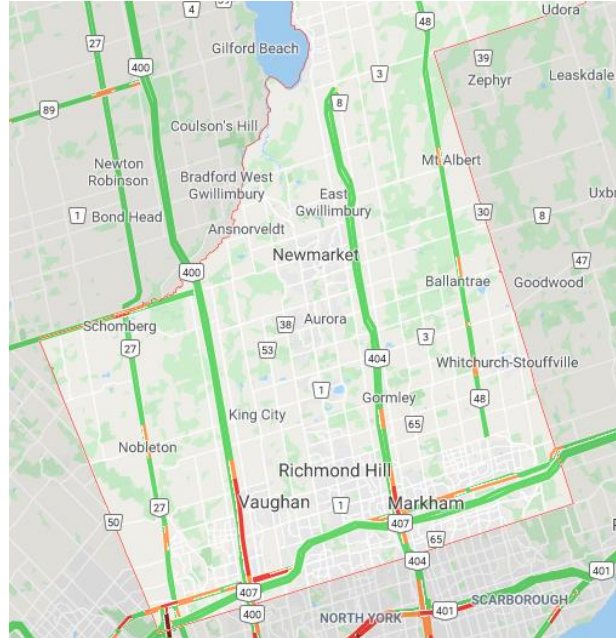 Udora
4
39
27
48
Gilford Beach
400
3
39
Zephyr
Leaskdale
8
89
Coulson's Hill
Mt Albert
Newton
Robinson
Bradford West
Gwillimbury
East
Gwillimbury
Uxb
1
Bond Head
30
8
Ansnorveldt
Newmarket
47
400
Ballantrae
Goodwood
Schomberg
38
Aurora
27
53
3
404
Whitchurch-Stouffville
1
48
King City
Gormley
65
Nobleton
Richmond Hill
Vaughan
1
Markham
27
50
407
65
404
401
407
400
401
SCARBOROUGH
NORTH YORK